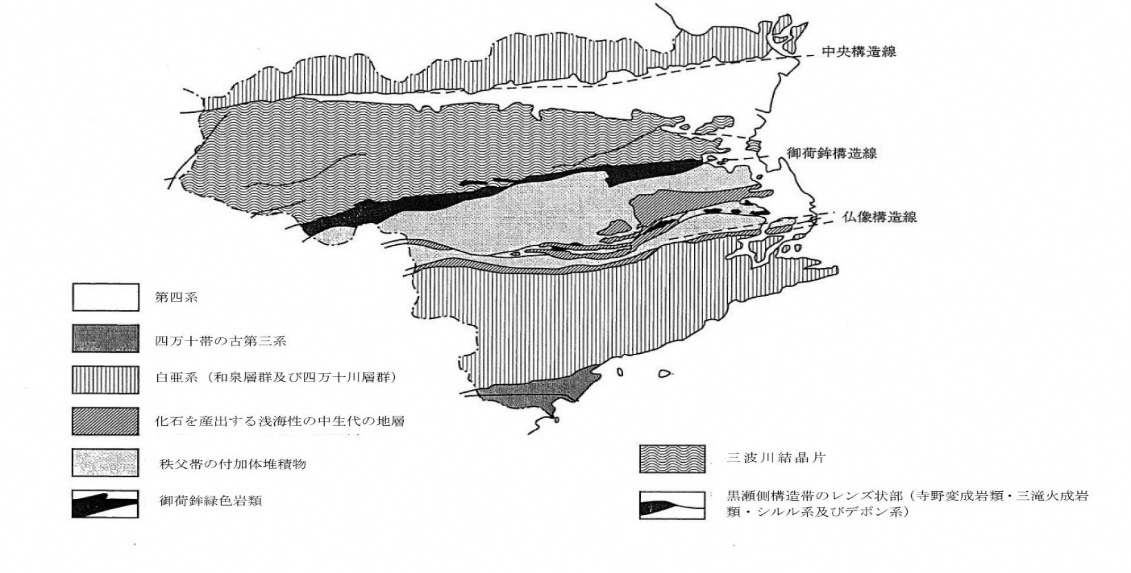 中央構造線
御荷鉾構造線
仏像構造線
第四系
四万十帯の古第三系
白亜系（和泉層群及び四万十川層群）
化石を産出する浅海性の中生代の地層
秩父帯の付加体堆積物
御荷鉾緑色岩類
三波川結晶片
黒瀬側構造帯のレンズ状部（寺野変成岩類・三滝火成岩
類・シルル系及びデボン系）